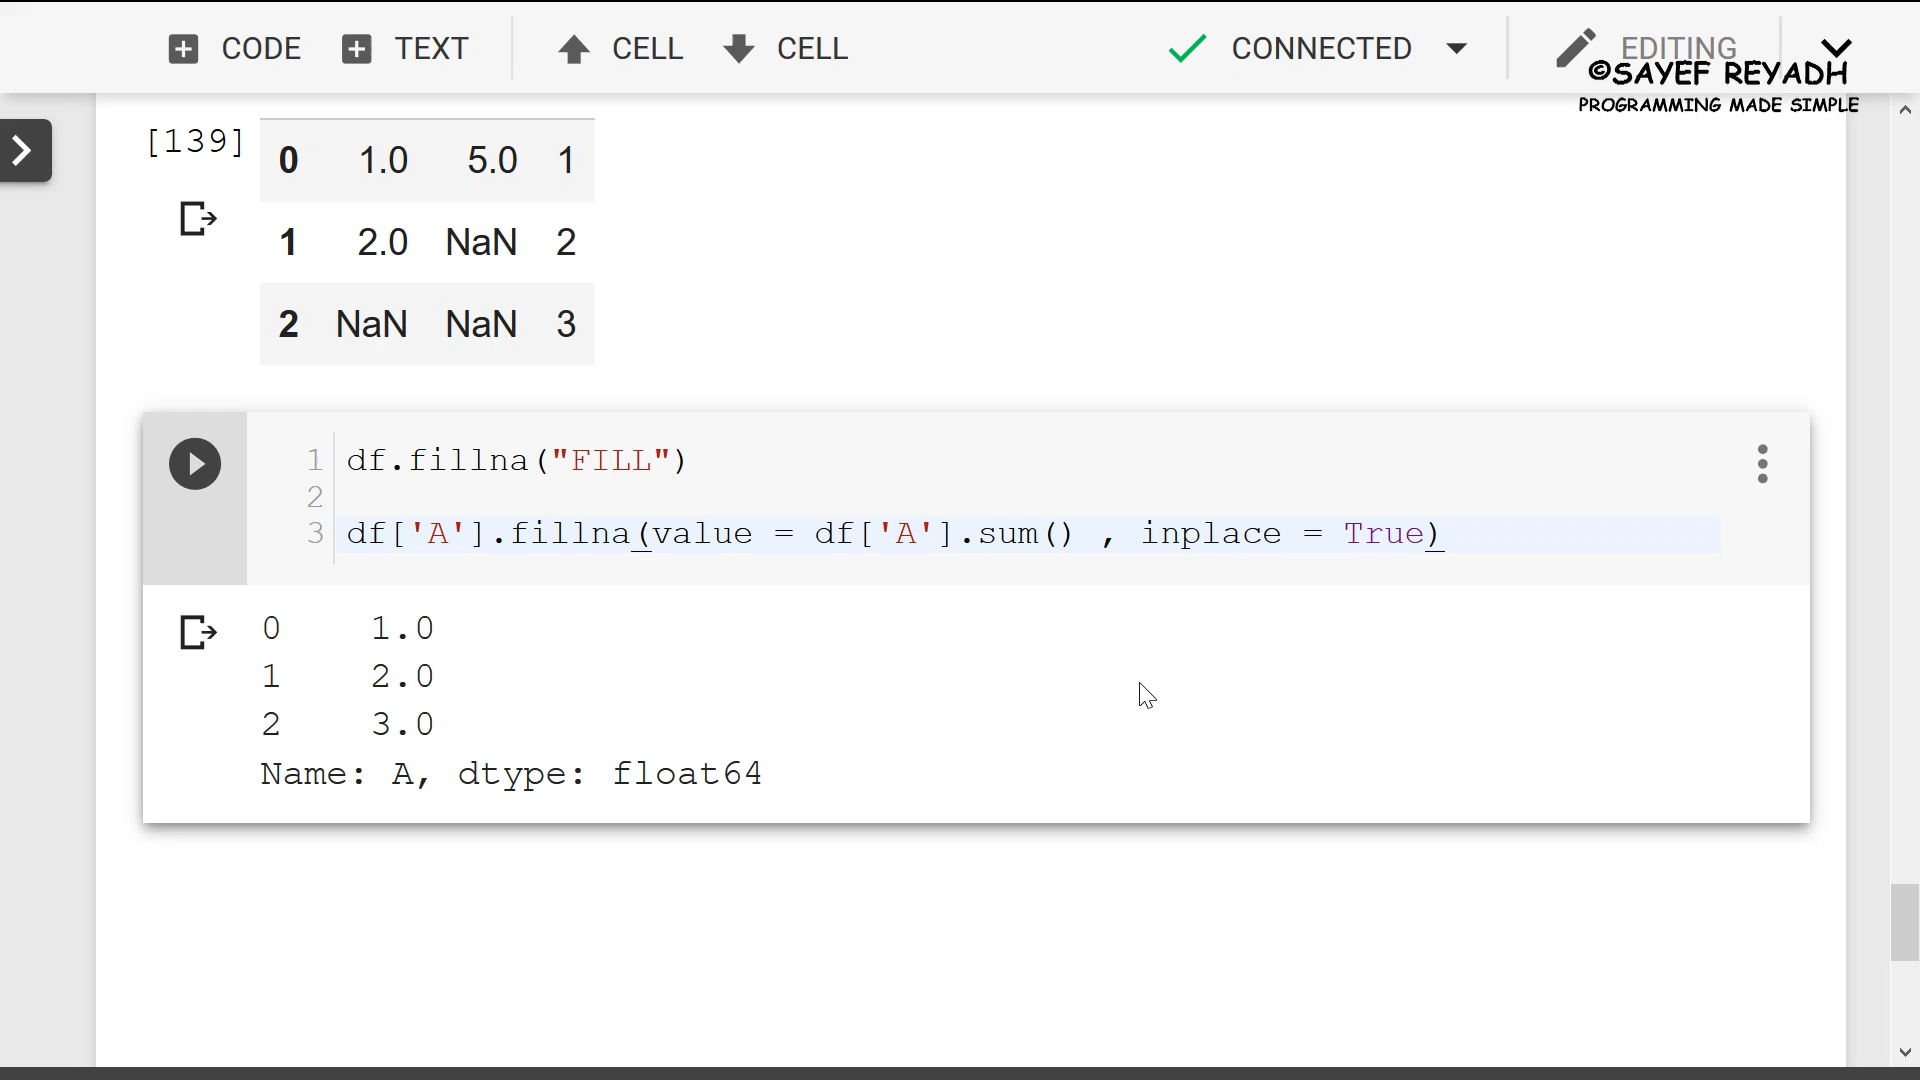 CODE TEXT CELL CELL CONNECTED EDITING
©SAYEF REYADH
PROGRAMMING MADE SIMPLE
[139] 0 1.0 5.0 1
1 2.0 NaN 2
2 NaN NaN 3
1 df.fillna("FILL")
2
3 df['A'].fillna(value = df['A'].sum() , inplace = True)
0 1.0
1 2.0
2 3.0
Name: A, dtype: float64